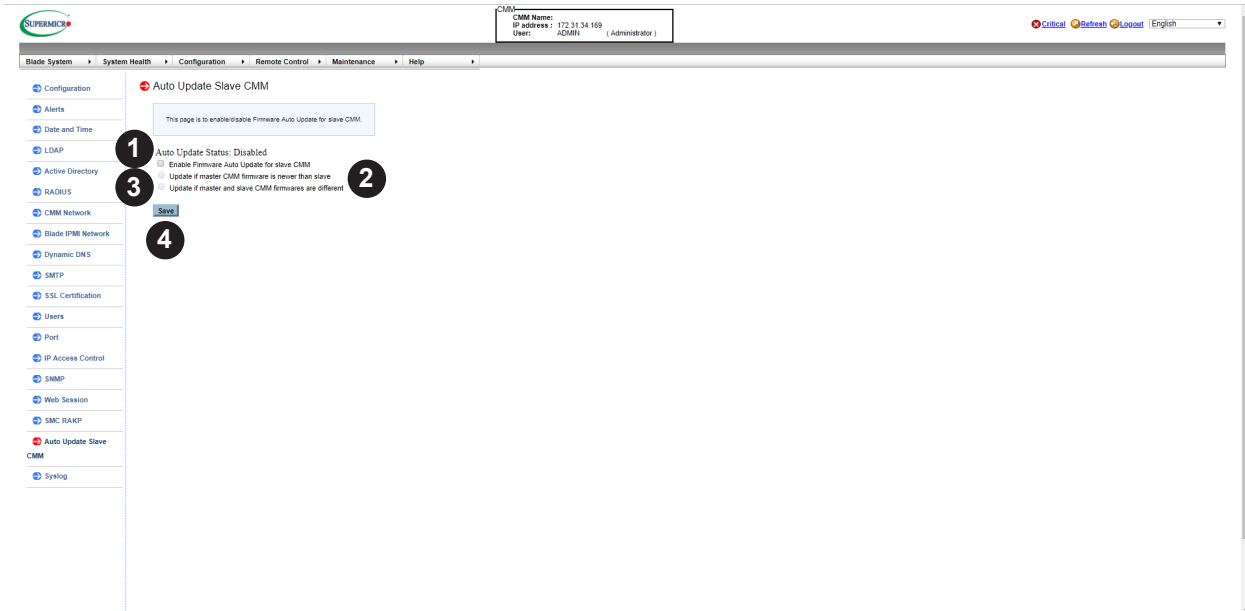 SUPERMICRO
CMM
CMM Name:
IP address : 172.31.34.169
User: ADMIN ( Administrator )
Critical Refresh Logout English
Blade System System Health Configuration Remote Control Maintenance Help
Configuration
Alerts
Date and Time
LDAP
Active Directory
RADIUS
CMM Network
Blade IPMI Network
Dynamic DNS
SMTP
SSL Certification
Users
Port
IP Access Control
SNMP
Web Session
SMC RAKP
Auto Update Slave
CMM
Syslog
Auto Update Slave CMM
This page is to enable/disable Firmware Auto Update for slave CMM.
1
Auto Update Status: Disabled
Enable Firmware Auto Update for slave CMM
Update if master CMM firmware is newer than slave
2
3
Update if master and slave CMM firmwares are different
Save
4